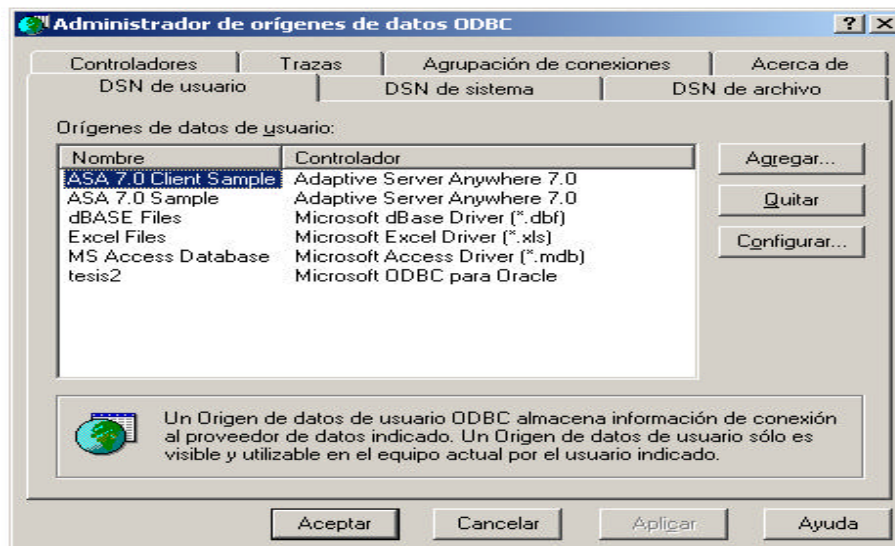 Administrador de orígenes de datos ODBC
Controladores Trazas Agrupación de conexiones Acerca de
DSN de usuario DSN de sistema DSN de archivo
Orígenes de datos de usuario:
Nombre Controlador
ASA 7.0 Client Sample Adaptive Server Anywhere 7.0
ASA 7.0 Sample Adaptive Server Anywhere 7.0
dBASE Files Microsoft dBase Driver (*.dbf)
Excel Files Microsoft Excel Driver (*.xls)
MS Access Database Microsoft Access Driver (*.mdb)
tesis2 Microsoft ODBC para Oracle
Agregar...
Quitar
Configurar...
Un Origen de datos de usuario ODBC almacena información de conexión
al proveedor de datos indicado. Un Origen de datos de usuario sólo es
visible y utilizable en el equipo actual por el usuario indicado.
Aceptar Cancelar Aplicar Ayuda